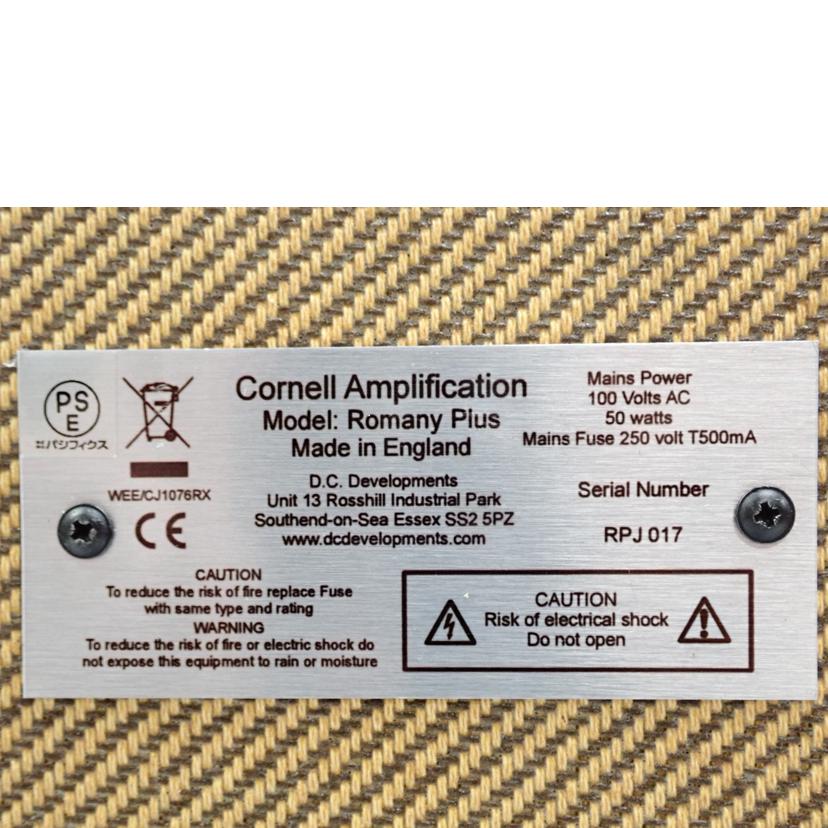 PS
E
㈱パシフィクス
WEE/CJ1076RX
CE
Cornell Amplification
Model: Romany Plus
Made in England
D.C. Developments
Unit 13 Rosshill Industrial Park
Southend-on-Sea Essex SS2 5PZ
www.dcdevelopments.com
Mains Power
100 Volts AC
50 watts
Mains Fuse 250 volt T500mA
Serial Number
RPJ 017
CAUTION
To reduce the risk of fire replace Fuse
with same type and rating
WARNING
To reduce the risk of fire or electric shock do
not expose this equipment to rain or moisture
CAUTION
Risk of electrical shock
Do not open